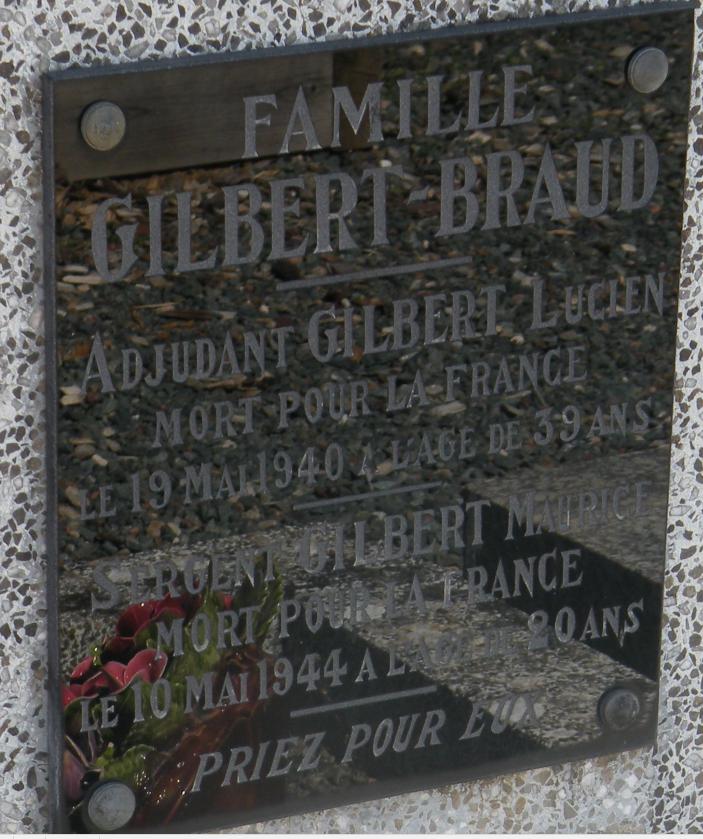 FAMILLE
GILBERT-BRAUD
ADJUDANT GILBERT LUCIEN
MORT POUR LA FRANCE
LE 19 MAI 1940 A L'AGE DE 39 ANS
SERGENT GILBERT MAURICE
MORT POUR LA FRANCE
LE 10 MAI 1944 A L'AGE DE 20 ANS
PRIEZ POUR EUX